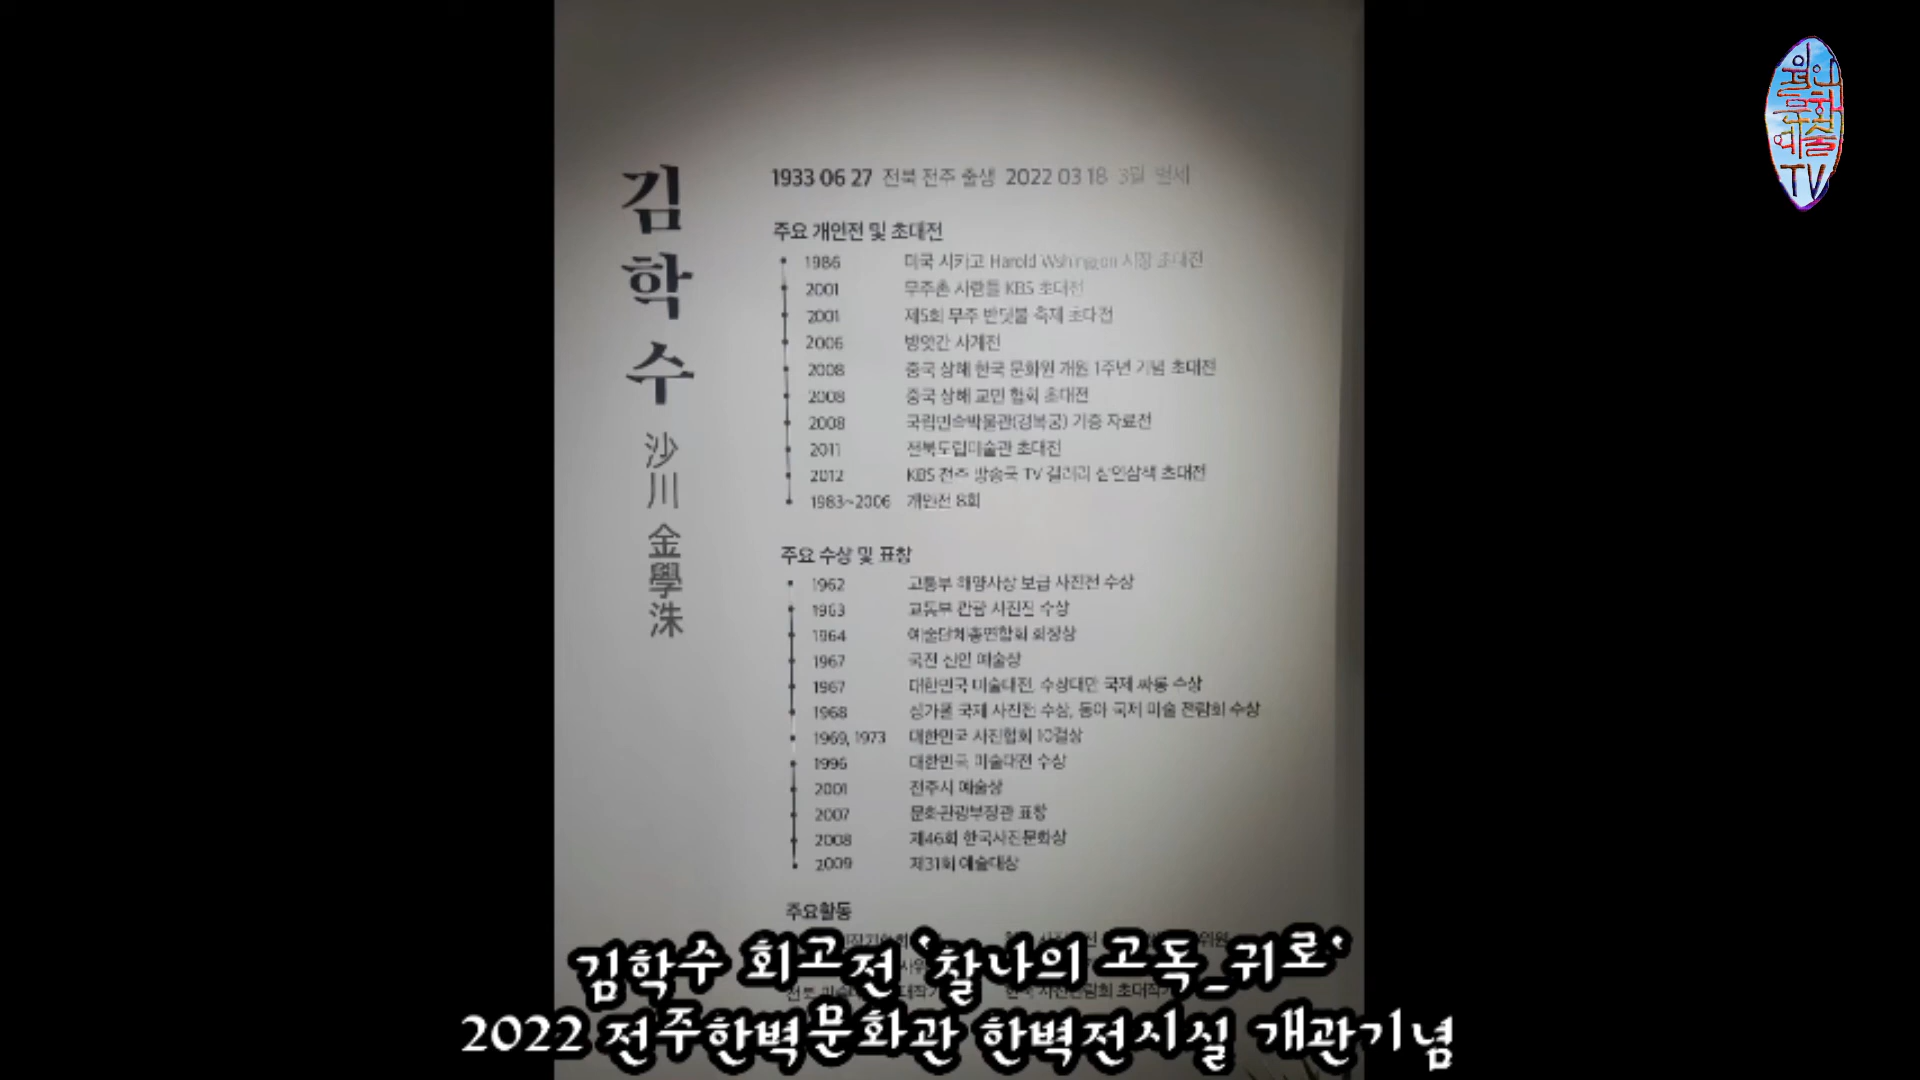 월인
문화
예술
TV
김학수
沙川 金學洙
1933 06 27 전북 전주 출생 2022 03 18 3월 별세
주요 개인전 및 초대전
1986 미국 시카고 Harold Wshinggon 시장 초대전
2001 무주촌 사람들 KBS 초대전
2001 제5회 무주 반딧불 축제 초대전
2006 방앗간 사계전
2008 중국 상해 한국 문화원 개원 1주년 기념 초대전
2008 중국 상해 교민 협회 초대전
2008 국립민속박물관(경복궁) 기증 자료전
2011 전북도립미술관 초대전
2012 KBS 전주 방송국 TV 갤러리 삼인삼색 초대전
1983~2006 개인전 8회
주요 수상 및 표창
1962 교통부 해양사상 보급 사진전 수상
1963 교통부 관광 사진전 수상
1964 예술단체총연합회 회장상
1967 국전 신인 예술상
1967 대한민국 미술대전, 수상대만 국제 싸롱 수상
1968 싱가폴 국제 사진전 수상, 동아 국제 미술 전람회 수상
1969, 1973 대한민국 사진협회 10걸상
1996 대한민국 미술대전 수상
2001 전주시 예술상
2007 문화관광부장관 표창
2008 제46회 한국사진문화상
2009 제31회 예술대상
주요활동
김학수 회고전 '찰나의 고독_귀로'
2022 전주한벽문화관 한벽전시실 개관기념